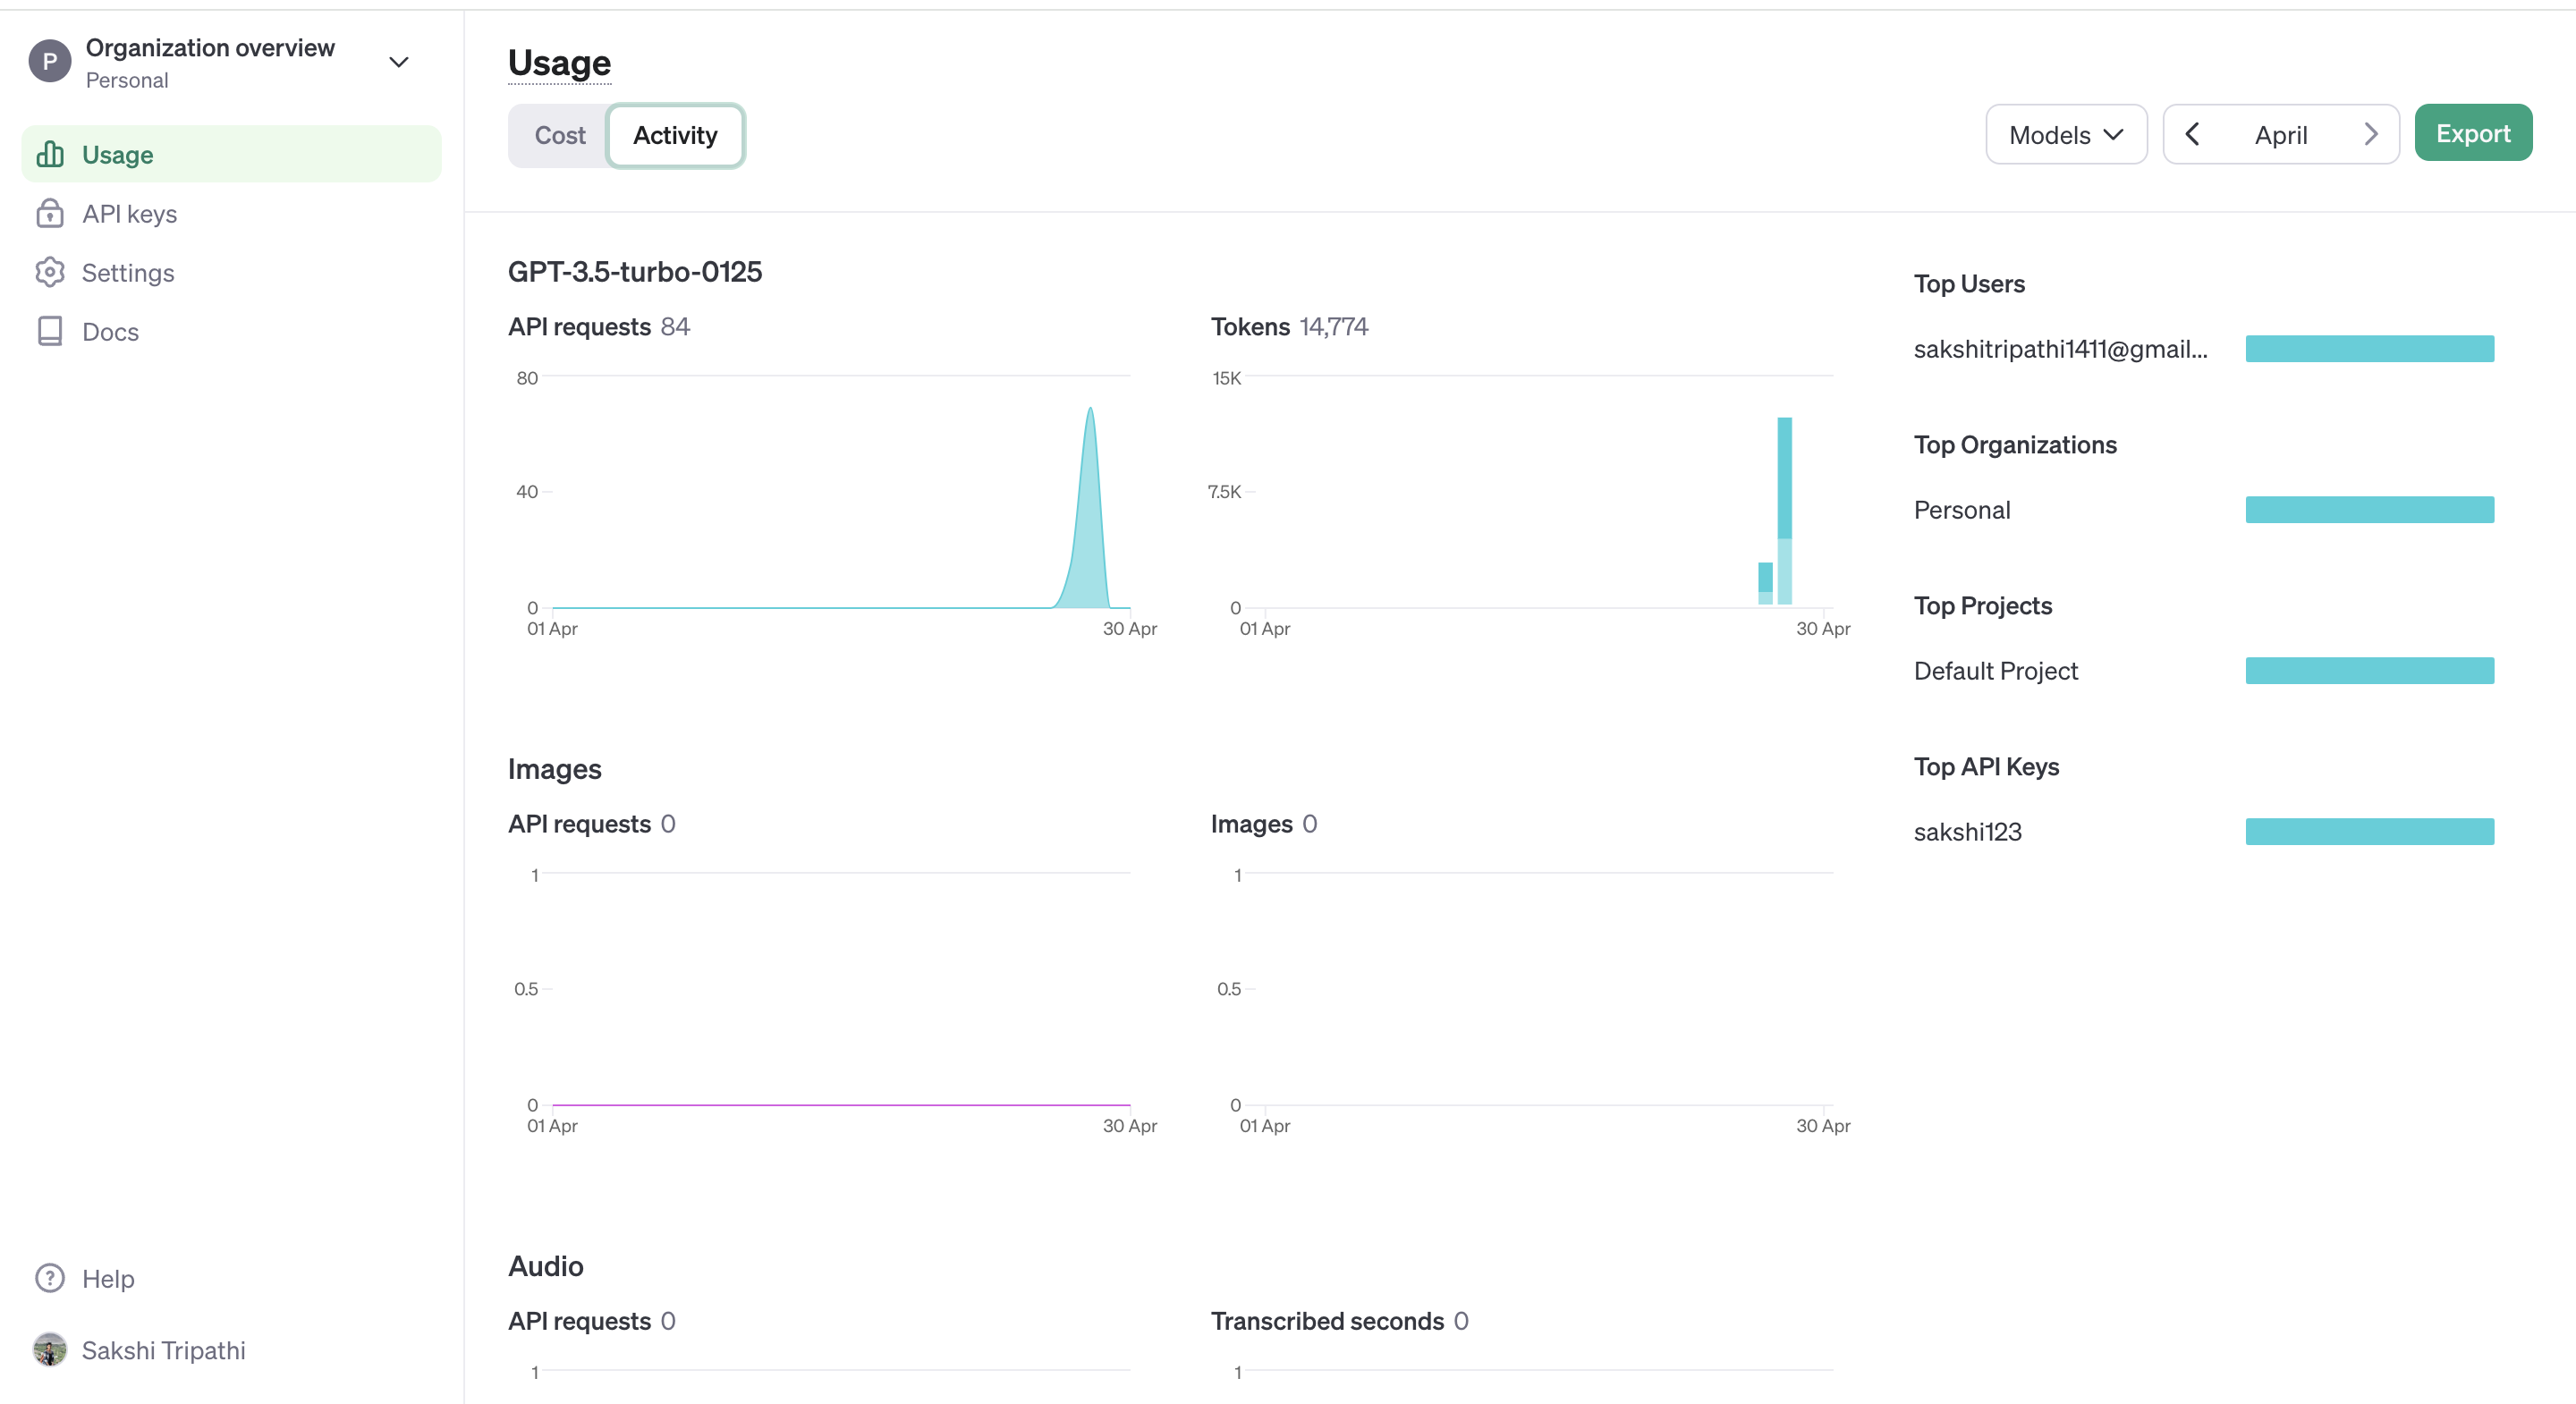 P
Organization overview
Personal
Usage
API keys
Settings
Docs
Help
Sakshi Tripathi
Usage
Cost
Activity
Models
April
Export
GPT-3.5-turbo-0125
API requests 84
80
40
0
01 Apr
30 Apr
Tokens 14,774
15K
7.5K
0
01 Apr
30 Apr
Images
API requests 0
1
0.5
0
01 Apr
30 Apr
Images 0
1
0.5
0
01 Apr
30 Apr
Audio
API requests 0
1
Transcribed seconds 0
1
Top Users
sakshitripathi1411@gmail...
Top Organizations
Personal
Top Projects
Default Project
Top API Keys
sakshi123